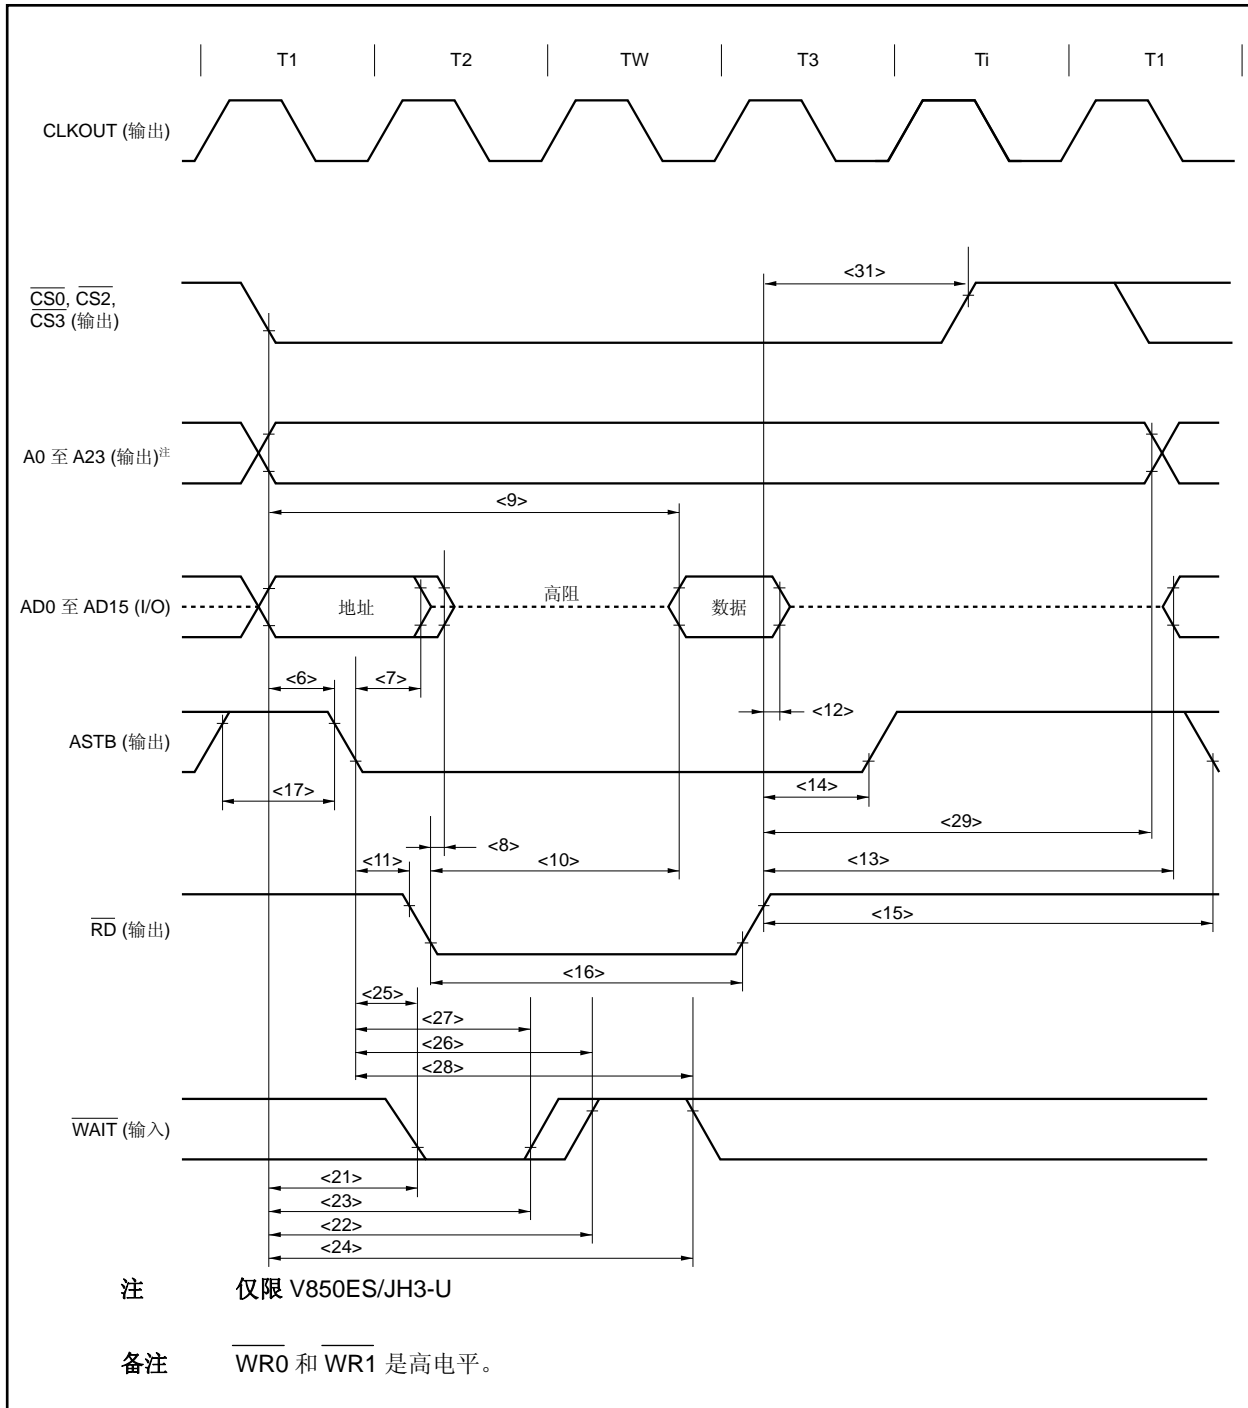 T1 T2 TW T3 Ti T1
CLKOUT (输出)
<31>
CS0, CS2,
CS3 (输出)
A0 至 A23 (输出)注
<9>
AD0 至 AD15 (I/O)
地址
高阻
数据
<6> <7>
<12>
ASTB (输出)
<17>
<14>
<29>
<8>
<11> <10> <13>
RD (输出)
<15>
<16>
<25>
<27>
<26>
<28>
WAIT (输入)
<21>
<23>
<22>
<24>
注 仅限 V850ES/JH3-U
备注 WR0 和 WR1 是高电平。